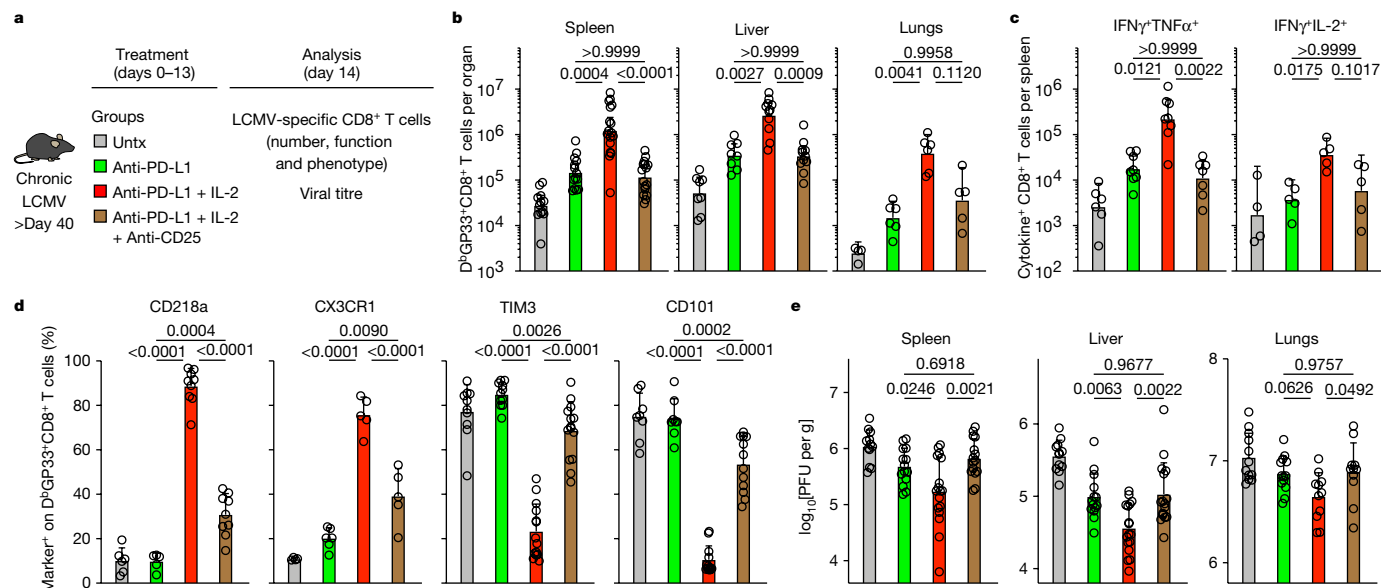 a
Treatment
(days 0–13)
Analysis
(day 14)
Groups
Untx
Anti-PD-L1
Anti-PD-L1 + IL-2
Anti-PD-L1 + IL-2
+ Anti-CD25
LCMV-specific CD8⁺ T cells
(number, function
and phenotype)
Viral titre
Chronic
LCMV
>Day 40
b
Spleen
Liver
Lungs
>0.9999
>0.9999
0.9958
0.0004
<0.0001
0.0027
0.0009
0.0041
0.1120
DᵇGP33⁺CD8⁺ T cells per organ
10⁷
10⁶
10⁵
10⁴
10³
c
IFNγ⁺TNFα⁺
IFNγ⁺IL-2⁺
>0.9999
>0.9999
0.0121
0.0022
0.0175
0.1017
Cytokine⁺ CD8⁺ T cells per spleen
10⁶
10⁵
10⁴
10³
10²
d
CD218a
CX3CR1
TIM3
CD101
0.0004
0.0090
0.0026
0.0002
<0.0001
<0.0001
<0.0001
<0.0001
<0.0001
<0.0001
<0.0001
<0.0001
Marker⁺ on DᵇGP33⁺CD8⁺ T cells (%)
100
80
60
40
20
0
e
Spleen
Liver
Lungs
0.6918
0.9677
0.9757
0.0246
0.0021
0.0063
0.0022
0.0626
0.0492
log₁₀[PFU per g]
7
6
5
4
6
5
4
8
7
6